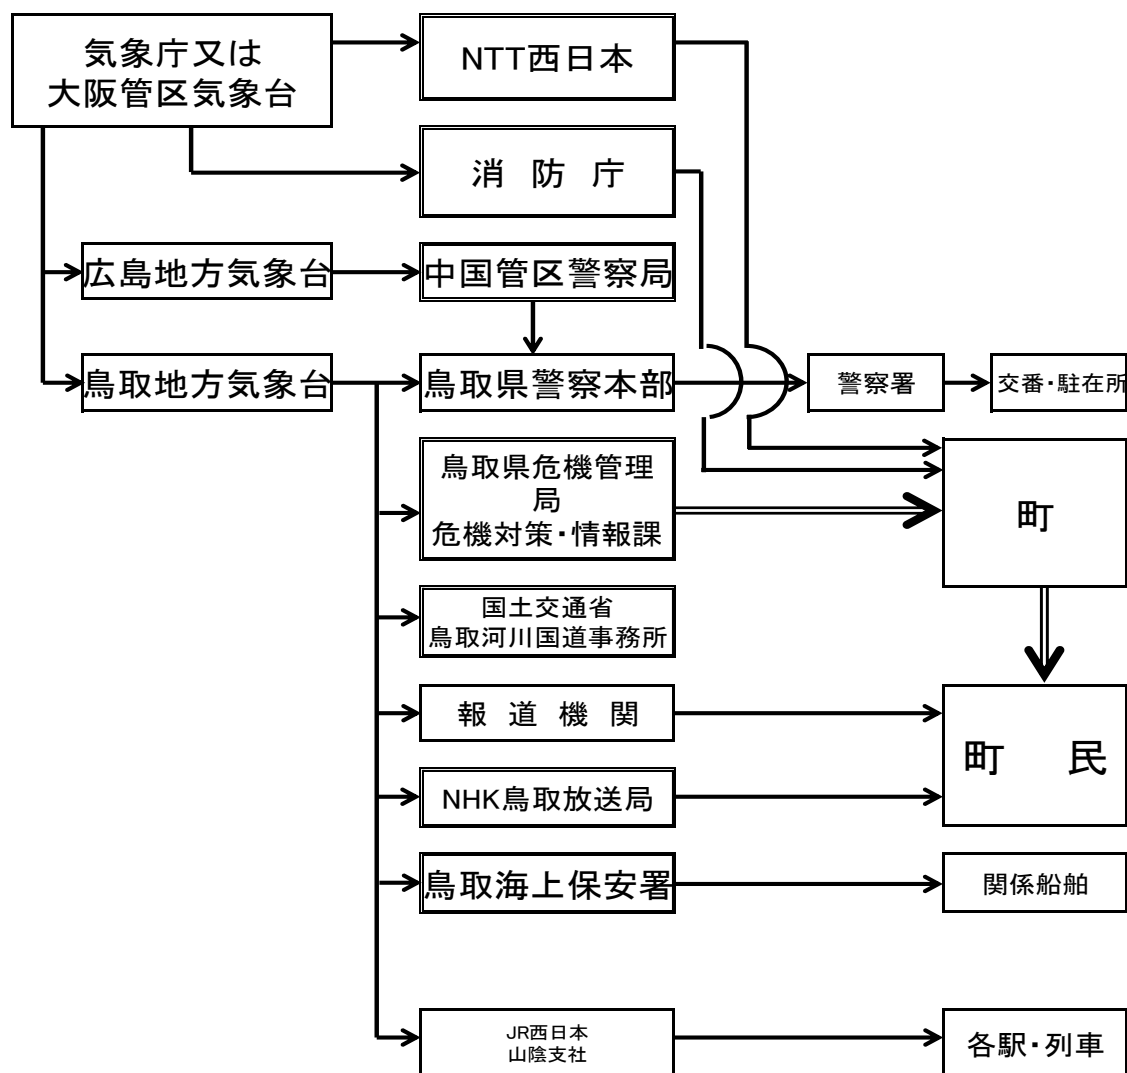 気象庁又は
大阪管区気象台
NTT西日本
消 防 庁
広島地方気象台
中国管区警察局
鳥取地方気象台
鳥取県警察本部
警察署
交番・駐在所
鳥取県危機管理
局
危機対策・情報課
町
国土交通省
鳥取河川国道事務所
報 道 機 関
町 民
NHK鳥取放送局
鳥取海上保安署
関係船舶
JR西日本
山陰支社
各駅・列車